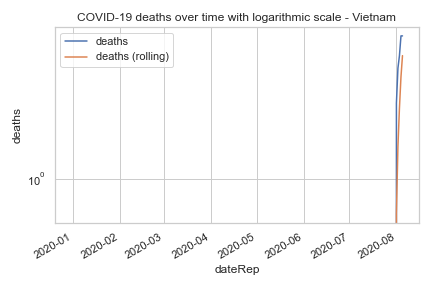 COVID-19 deaths over time with logarithmic scale - Vietnam
deaths
deaths (rolling)
deaths
10⁰
2020-01
2020-02
2020-03
2020-04
2020-05
2020-06
2020-07
2020-08
dateRep